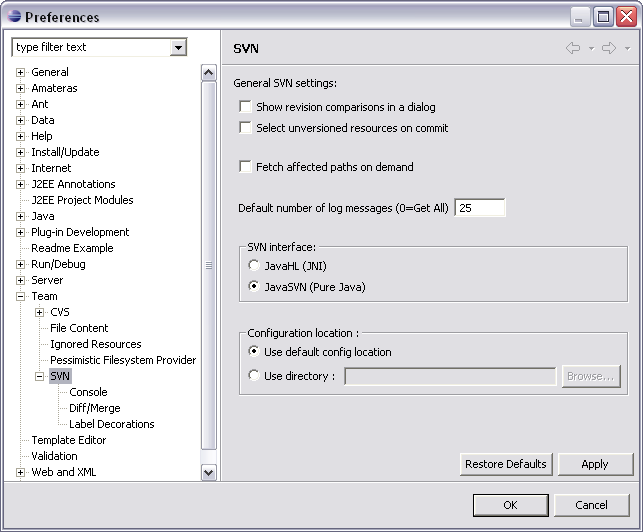 Preferences
type filter text
General
Amateras
Ant
Data
Help
Install/Update
Internet
J2EE Annotations
J2EE Project Modules
Java
Plug-in Development
Readme Example
Run/Debug
Server
Team
CVS
File Content
Ignored Resources
Pessimistic Filesystem Provider
SVN
Console
Diff/Merge
Label Decorations
Template Editor
Validation
Web and XML
SVN
General SVN settings:
Show revision comparisons in a dialog
Select unversioned resources on commit
Fetch affected paths on demand
Default number of log messages (0=Get All) 25
SVN interface:
JavaHL (JNI)
JavaSVN (Pure Java)
Configuration location :
Use default config location
Use directory : Browse...
Restore Defaults Apply
OK Cancel